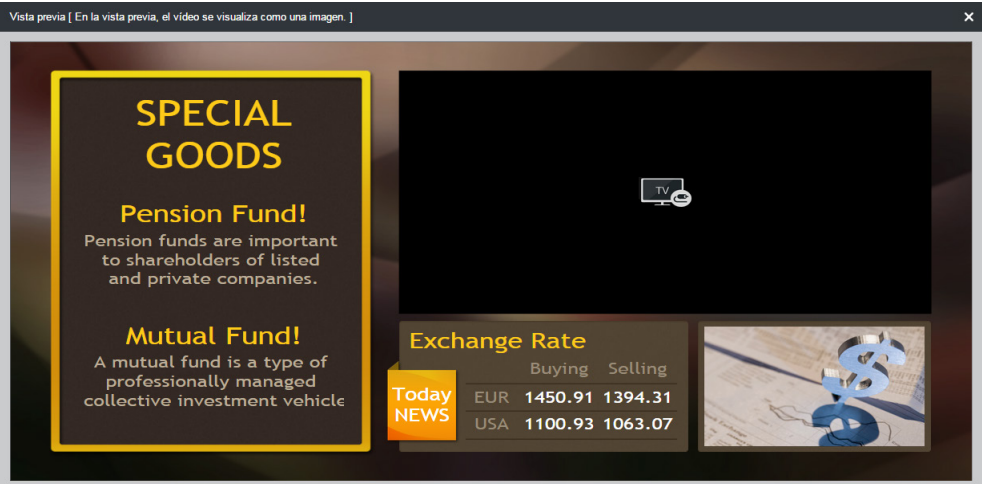 Vista previa [ En la vista previa, el vídeo se visualiza como una imagen. ]
SPECIAL
GOODS
Pension Fund!
Pension funds are important
to shareholders of listed
and private companies.
Mutual Fund!
A mutual fund is a type of
professionally managed
collective investment vehicle
TV
Exchange Rate
Buying Selling
Today
NEWS
EUR 1450.91 1394.31
USA 1100.93 1063.07